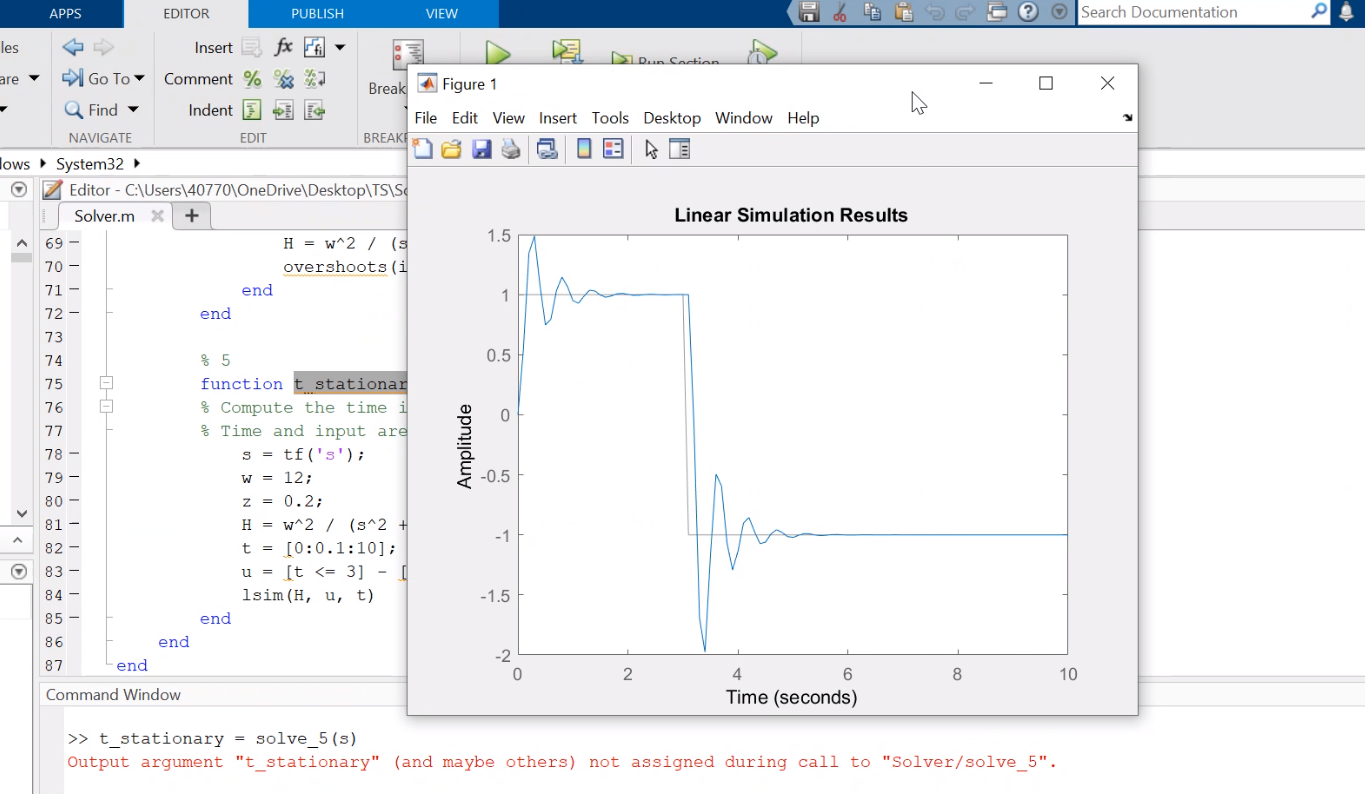 APPS EDITOR PUBLISH VIEW
Search Documentation
les Insert fx
are Go To Comment Run Section
Find Indent Break
NAVIGATE EDIT BREAKP
lows System32
Editor - C:\Users\40770\OneDrive\Desktop\TS\So
Solver.m
69 H = w^2 / (s
70 overshoots(i
71 end
72 end
73
74 % 5
75 function t_stationar
76 % Compute the time i
77 % Time and input are
78 s = tf('s');
79 w = 12;
80 z = 0.2;
81 H = w^2 / (s^2 +
82 t = [0:0.1:10];
83 u = [t <= 3] - [
84 lsim(H, u, t)
85 end
86 end
87 end
Figure 1
File Edit View Insert Tools Desktop Window Help
Linear Simulation Results
Amplitude
1.5
1
0.5
0
-0.5
-1
-1.5
-2
0 2 4 6 8 10
Time (seconds)
Command Window
>> t_stationary = solve_5(s)
Output argument "t_stationary" (and maybe others) not assigned during call to "Solver/solve_5".